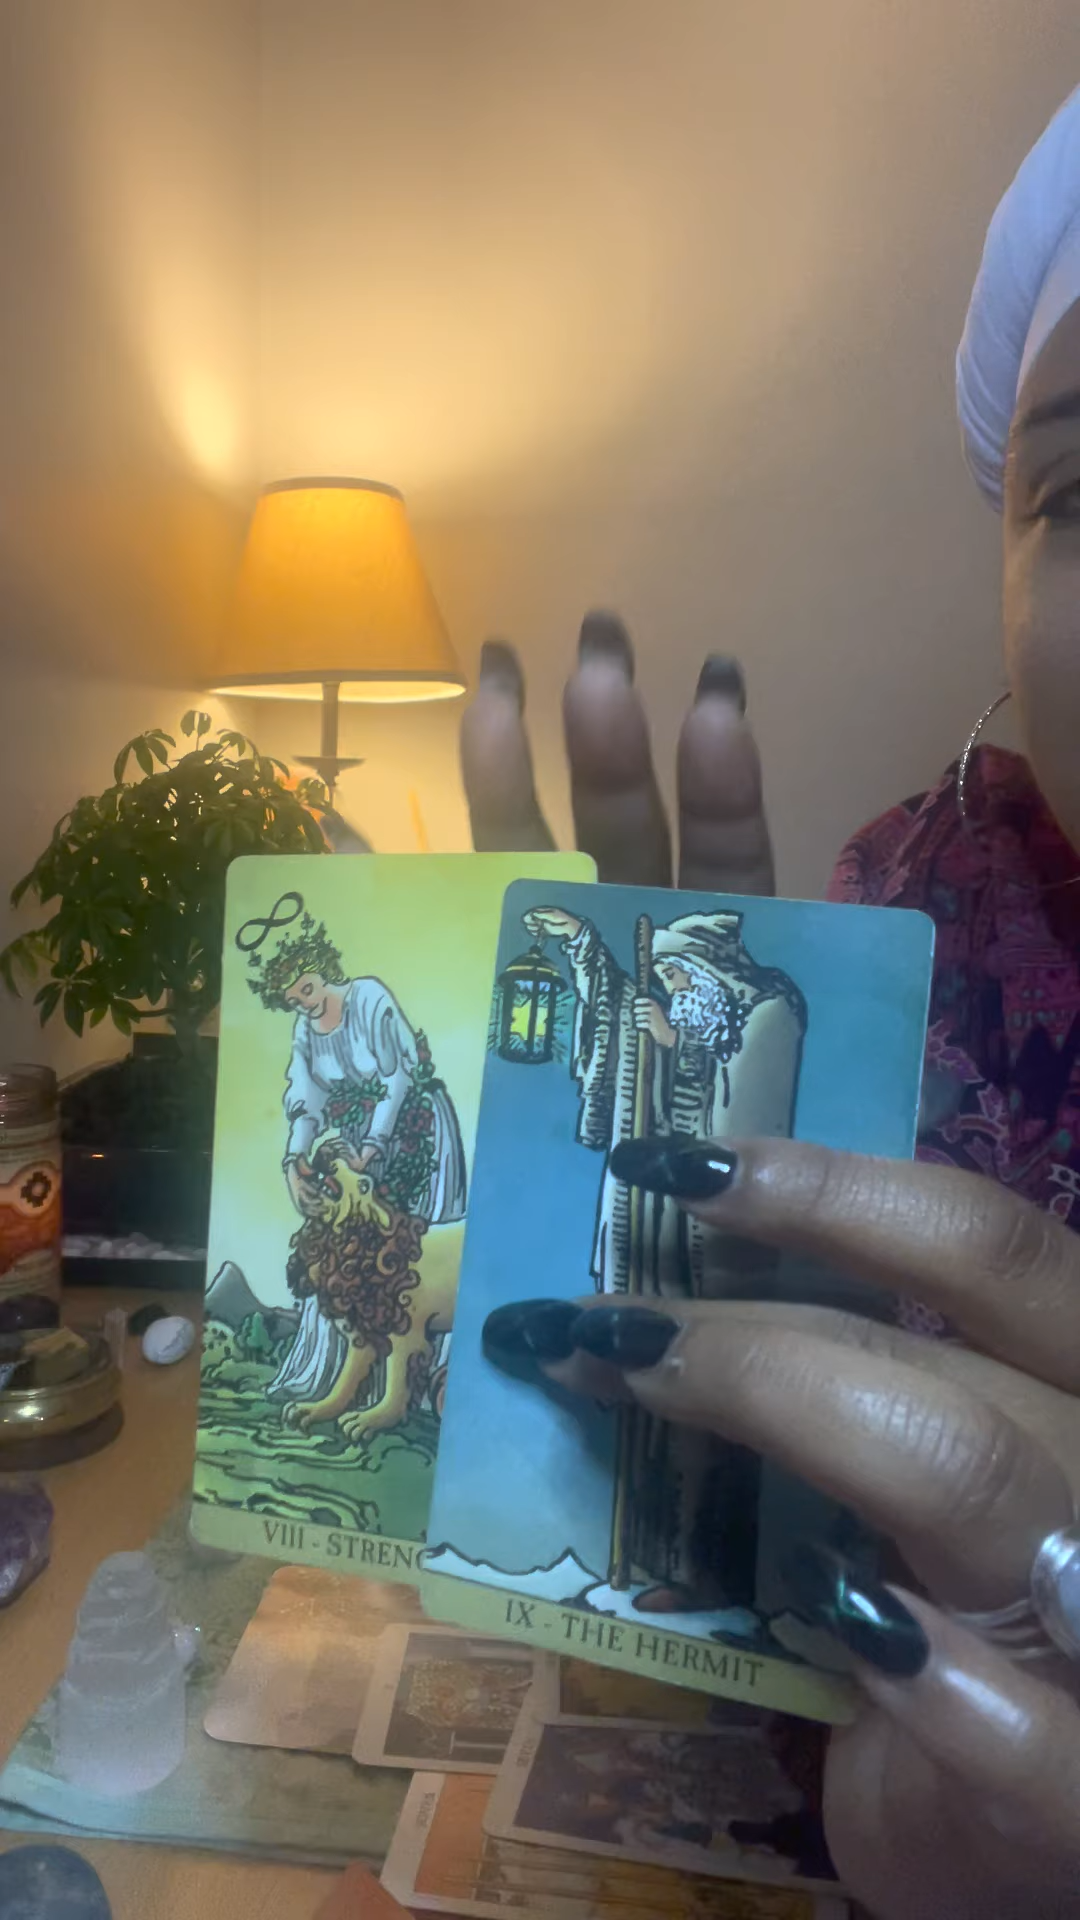 VIII - STRENG
IX - THE HERMIT